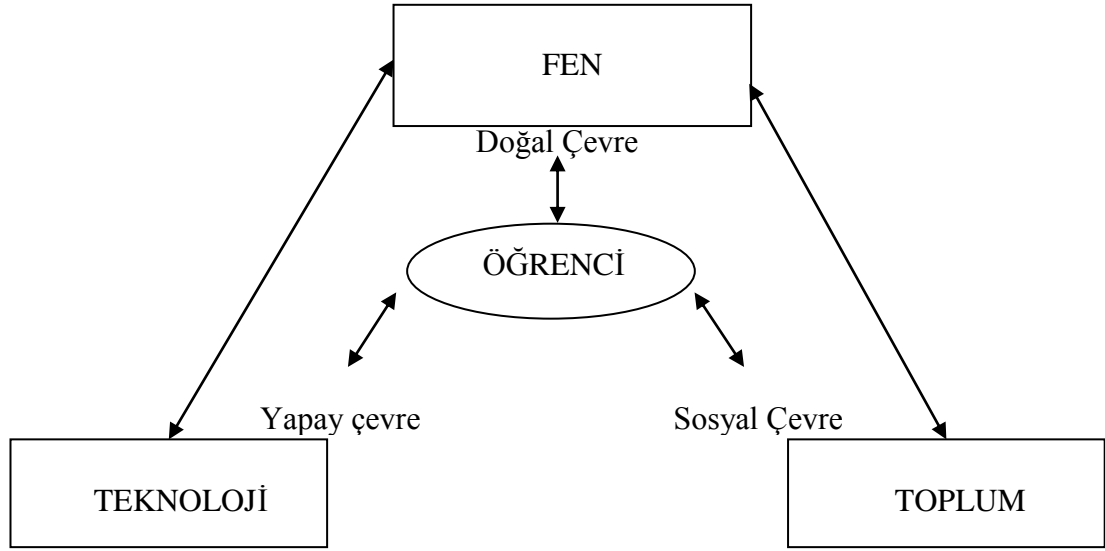 FEN
Doğal Çevre
ÖĞRENCİ
Yapay çevre
Sosyal Çevre
TEKNOLOJİ
TOPLUM